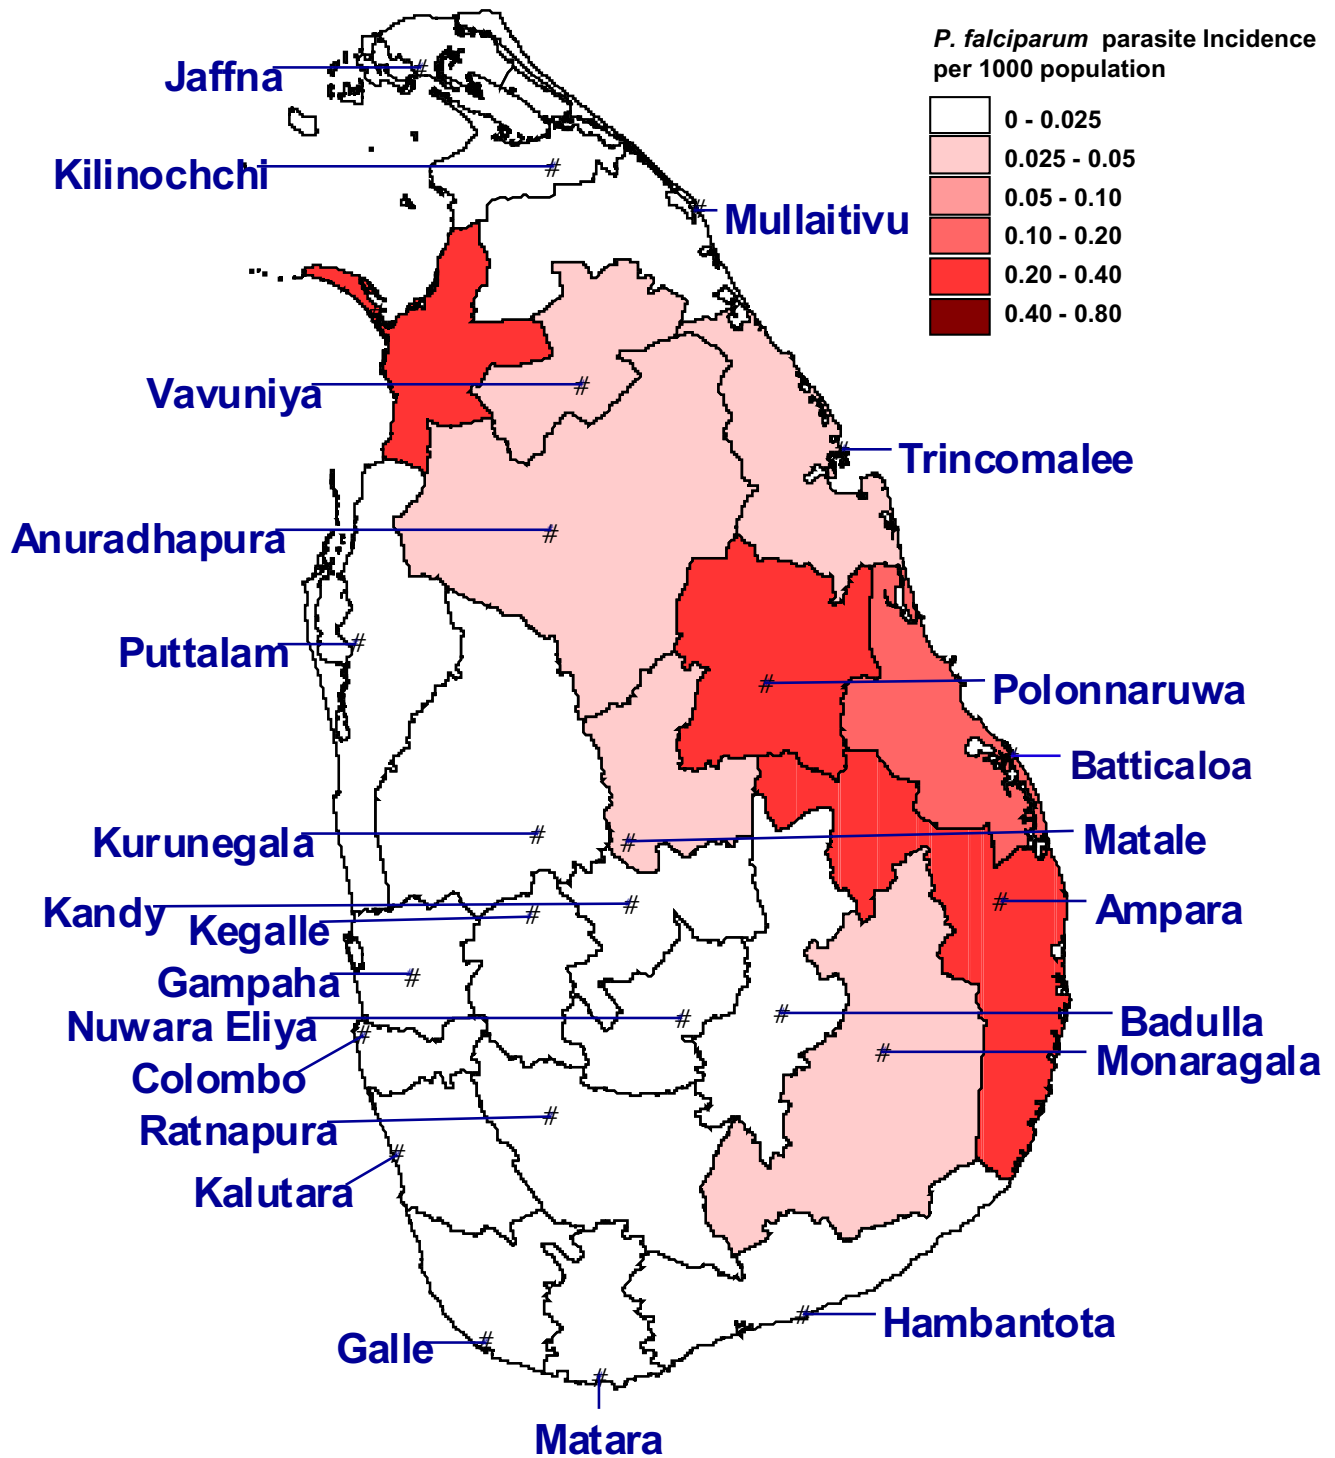 P. falciparum parasite Incidence
per 1000 population
0 - 0.025
0.025 - 0.05
0.05 - 0.10
0.10 - 0.20
0.20 - 0.40
0.40 - 0.80
Jaffna
#
Kilinochchi
#
#
Mullaitivu
Vavuniya
#
#
Trincomalee
Anuradhapura
#
Puttalam
#
#
Polonnaruwa
#
Batticaloa
Kurunegala
#
#
Matale
Kandy
#
Kegalle
#
#
Ampara
Gampaha
#
Nuwara Eliya
#
#
Badulla
Colombo
#
#
Monaragala
Ratnapura
#
Kalutara
#
Galle
#
#
Hambantota
#
Matara